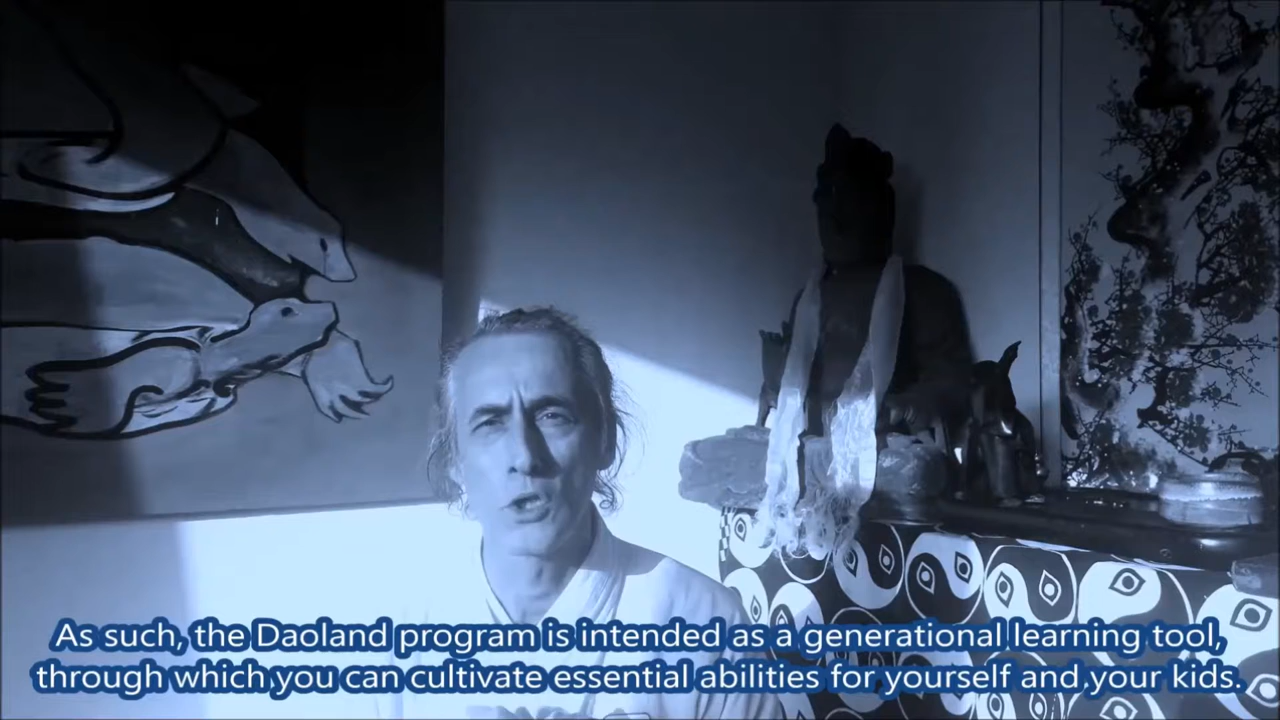 As such, the Daoland program is intended as a generational learning tool,
through which you can cultivate essential abilities for yourself and your kids.